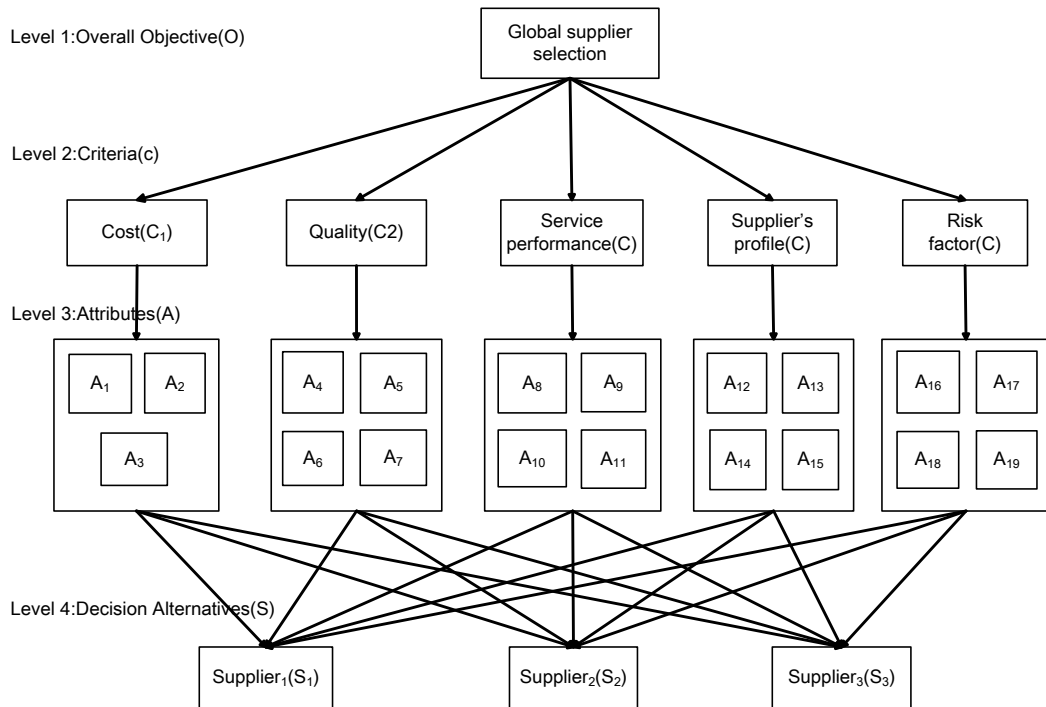 Level 1:Overall Objective(O)
Global supplier
selection
Level 2:Criteria(c)
Cost(C₁)
Quality(C2)
Service
performance(C)
Supplier’s
profile(C)
Risk
factor(C)
Level 3:Attributes(A)
A₁ A₂
A₃
A₄ A₅
A₆ A₇
A₈ A₉
A₁₀ A₁₁
A₁₂ A₁₃
A₁₄ A₁₅
A₁₆ A₁₇
A₁₈ A₁₉
Level 4:Decision Alternatives(S)
Supplier₁(S₁)
Supplier₂(S₂)
Supplier₃(S₃)